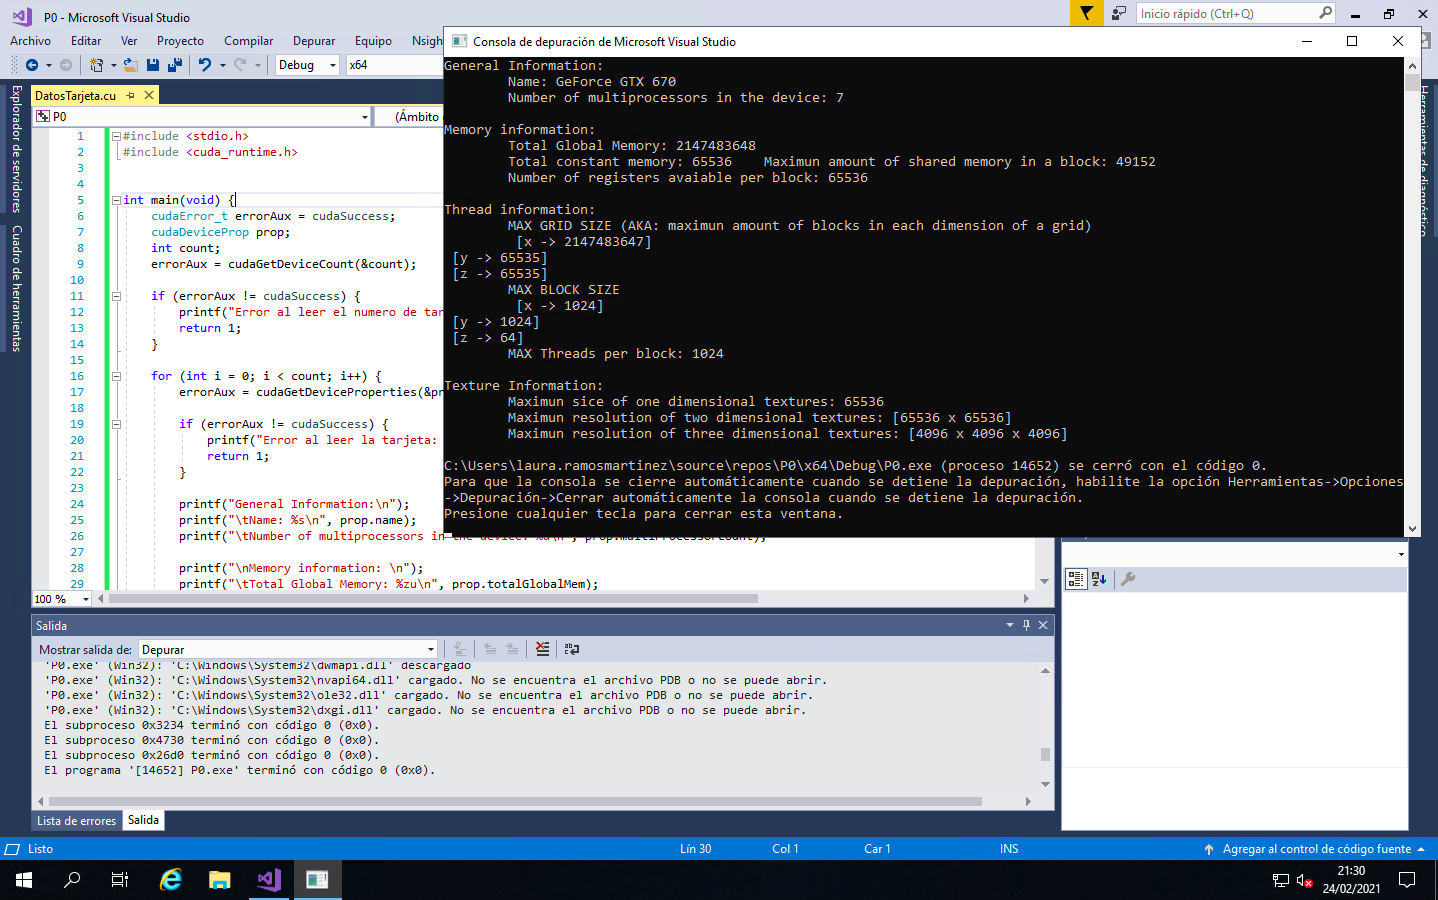 P0 - Microsoft Visual Studio
Inicio rápido (Ctrl+Q)
Archivo Editar Ver Proyecto Compilar Depurar Equipo Nsigh
Debug x64
Explorador de servidores
Cuadro de herramientas
DatosTarjeta.cu
P0 (Ámbito
1 #include <stdio.h>
2 #include <cuda_runtime.h>
3
4
5 int main(void) {
6 cudaError_t errorAux = cudaSuccess;
7 cudaDeviceProp prop;
8 int count;
9 errorAux = cudaGetDeviceCount(&count);
10
11 if (errorAux != cudaSuccess) {
12 printf("Error al leer el numero de tar
13 return 1;
14 }
15
16 for (int i = 0; i < count; i++) {
17 errorAux = cudaGetDeviceProperties(&pr
18
19 if (errorAux != cudaSuccess) {
20 printf("Error al leer la tarjeta:
21 return 1;
22 }
23
24 printf("General Information:\n");
25 printf("\tName: %s\n", prop.name);
26 printf("\tNumber of multiprocessors in the device: %d\n", prop.multiProcessorCount);
27
28 printf("\nMemory information: \n");
29 printf("\tTotal Global Memory: %zu\n", prop.totalGlobalMem);
100 %
Consola de depuración de Microsoft Visual Studio
General Information:
Name: GeForce GTX 670
Number of multiprocessors in the device: 7
Memory information:
Total Global Memory: 2147483648
Total constant memory: 65536 Maximun amount of shared memory in a block: 49152
Number of registers avaiable per block: 65536
Thread information:
MAX GRID SIZE (AKA: maximun amount of blocks in each dimension of a grid)
[x -> 2147483647]
[y -> 65535]
[z -> 65535]
MAX BLOCK SIZE
[x -> 1024]
[y -> 1024]
[z -> 64]
MAX Threads per block: 1024
Texture Information:
Maximun sice of one dimensional textures: 65536
Maximun resolution of two dimensional textures: [65536 x 65536]
Maximun resolution of three dimensional textures: [4096 x 4096 x 4096]
C:\Users\laura.ramosmartinez\source\repos\P0\x64\Debug\P0.exe (proceso 14652) se cerró con el código 0.
Para que la consola se cierre automáticamente cuando se detiene la depuración, habilite la opción Herramientas->Opciones
->Depuración->Cerrar automáticamente la consola cuando se detiene la depuración.
Presione cualquier tecla para cerrar esta ventana.
Herramientas de diagnóstico
Salida
Mostrar salida de: Depurar
'P0.exe' (Win32): 'C:\Windows\System32\dwmapi.dll' descargado
'P0.exe' (Win32): 'C:\Windows\System32\nvapi64.dll' cargado. No se encuentra el archivo PDB o no se puede abrir.
'P0.exe' (Win32): 'C:\Windows\System32\ole32.dll' cargado. No se encuentra el archivo PDB o no se puede abrir.
'P0.exe' (Win32): 'C:\Windows\System32\dxgi.dll' cargado. No se encuentra el archivo PDB o no se puede abrir.
El subproceso 0x3234 terminó con código 0 (0x0).
El subproceso 0x4730 terminó con código 0 (0x0).
El subproceso 0x26d0 terminó con código 0 (0x0).
El programa '[14652] P0.exe' terminó con código 0 (0x0).
Lista de errores Salida
Listo Lín 30 Col 1 Car 1 INS Agregar al control de código fuente
21:30
24/02/2021